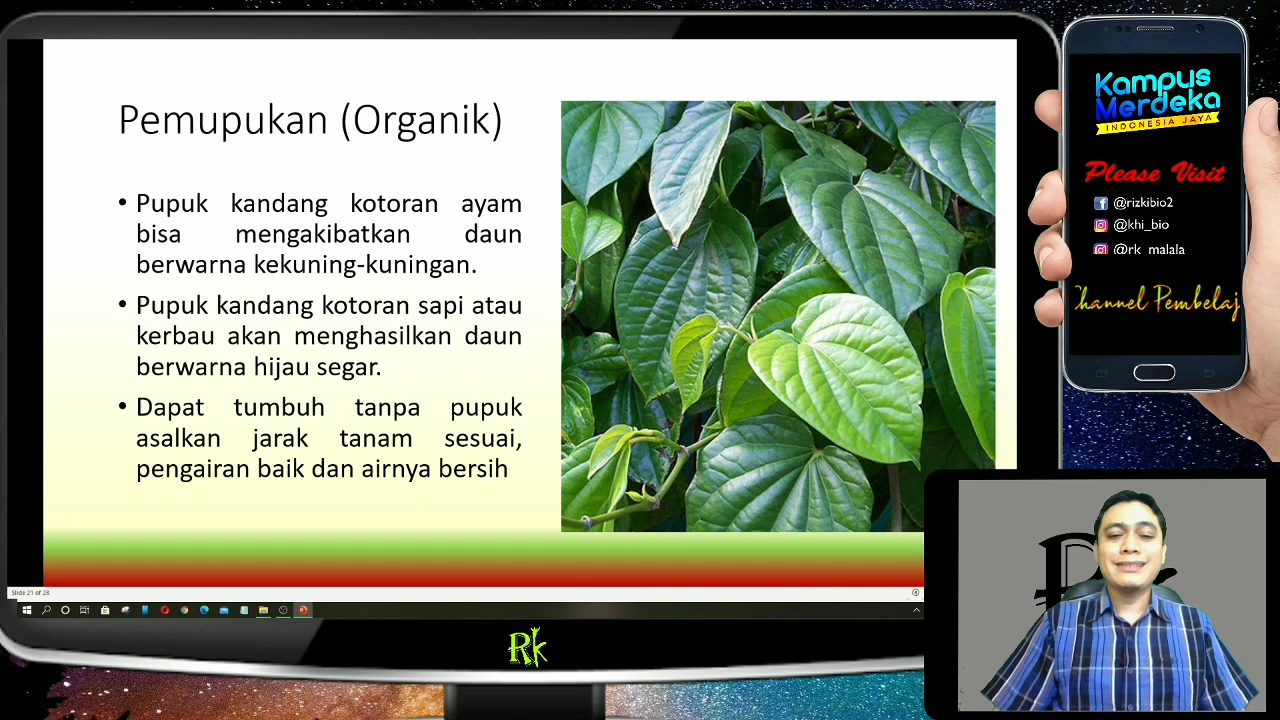 Pemupukan (Organik)
• Pupuk kandang kotoran ayam
bisa mengakibatkan daun
berwarna kekuning-kuningan.
• Pupuk kandang kotoran sapi atau
kerbau akan menghasilkan daun
berwarna hijau segar.
• Dapat tumbuh tanpa pupuk
asalkan jarak tanam sesuai,
pengairan baik dan airnya bersih
Slide 21 of 28
Rk
Kampus
Merdeka
INDONESIA JAYA
Please Visit
@rizkibio2
@khi_bio
@rk_malala
hannel Pembelaj